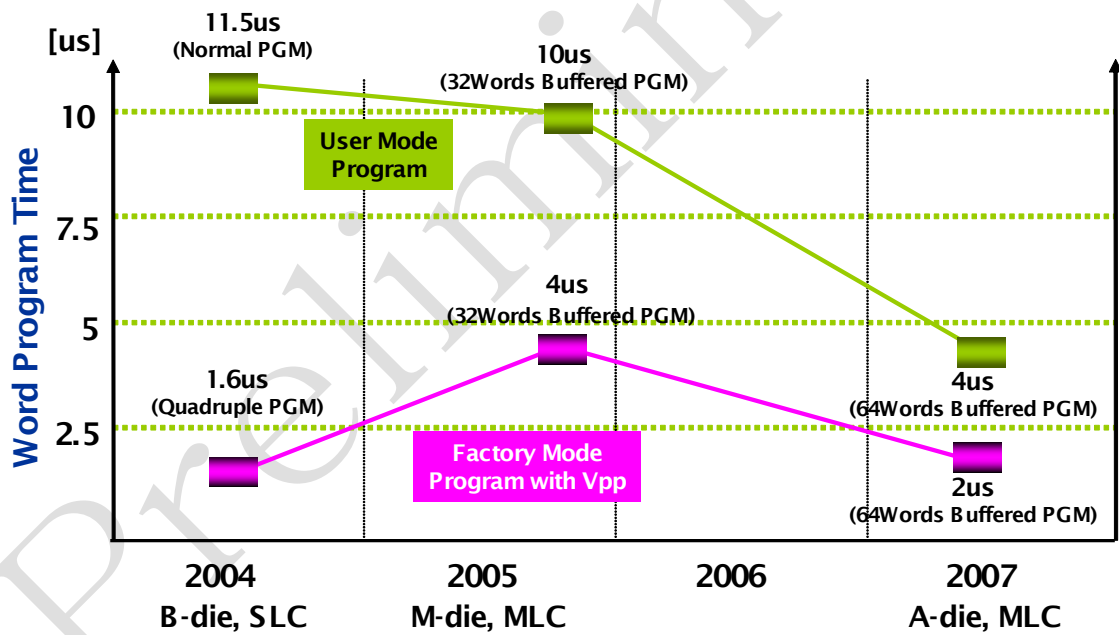 [us]
11.5us
(Normal PGM)
10us
(32Words Buffered PGM)
10
User Mode
Program
7.5
Word Program Time
4us
(32Words Buffered PGM)
5
1.6us
(Quadruple PGM)
4us
(64Words Buffered PGM)
2.5
Factory Mode
Program with Vpp
2us
(64Words Buffered PGM)
2004
2005
2006
2007
B-die, SLC
M-die, MLC
A-die, MLC
Prelimin